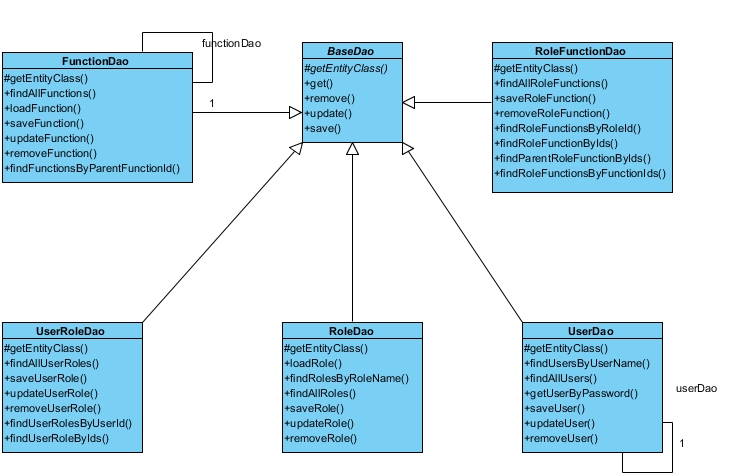 FunctionDao
#getEntityClass()
+findAllFunctions()
+loadFunction()
+saveFunction()
+updateFunction()
+removeFunction()
+findFunctionsByParentFunctionId()
functionDao
1
BaseDao
#getEntityClass()
+get()
+remove()
+update()
+save()
RoleFunctionDao
#getEntityClass()
+findAllRoleFunctions()
+saveRoleFunction()
+removeRoleFunction()
+findRoleFunctionsByRoleId()
+findRoleFunctionByIds()
+findParentRoleFunctionByIds()
+findRoleFunctionsByFunctionIds()
UserRoleDao
#getEntityClass()
+findAllUserRoles()
+saveUserRole()
+updateUserRole()
+removeUserRole()
+findUserRolesByUserId()
+findUserRoleByIds()
RoleDao
#getEntityClass()
+loadRole()
+findRolesByRoleName()
+findAllRoles()
+saveRole()
+updateRole()
+removeRole()
UserDao
#getEntityClass()
+findUsersByUserName()
+findAllUsers()
+getUserByPassword()
+saveUser()
+updateUser()
+removeUser()
userDao
1